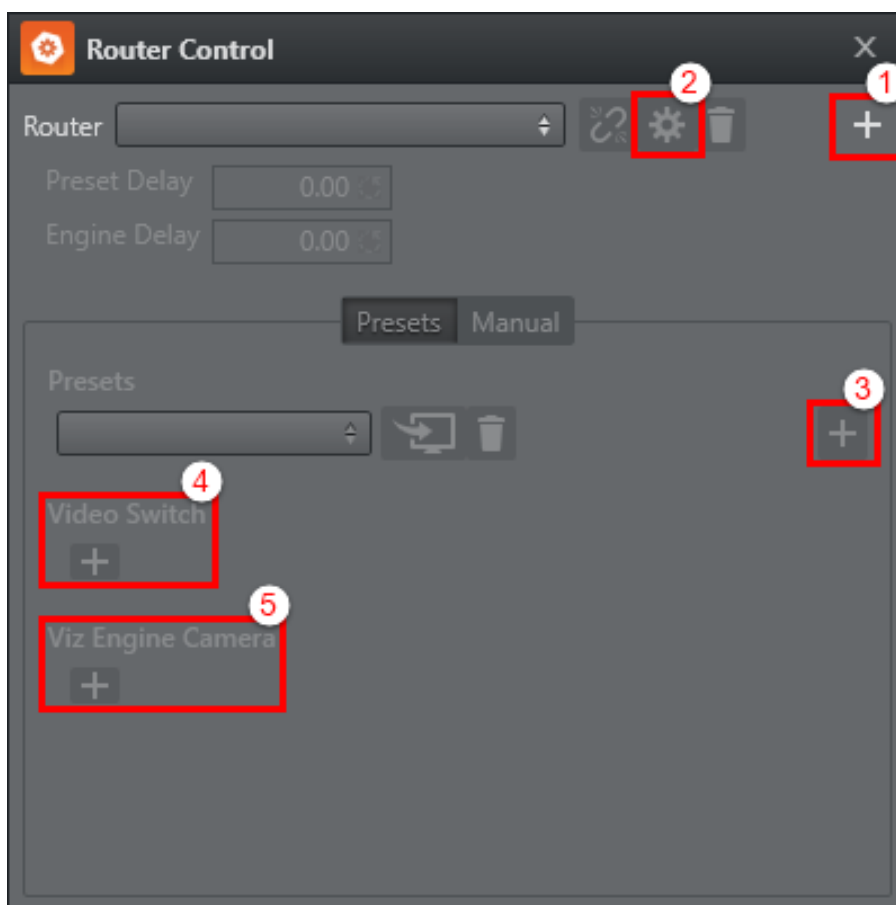 Router Control
1
2
Router
Preset Delay 0.00
Engine Delay 0.00
Presets Manual
Presets
3
4
Video Switch
5
Viz Engine Camera